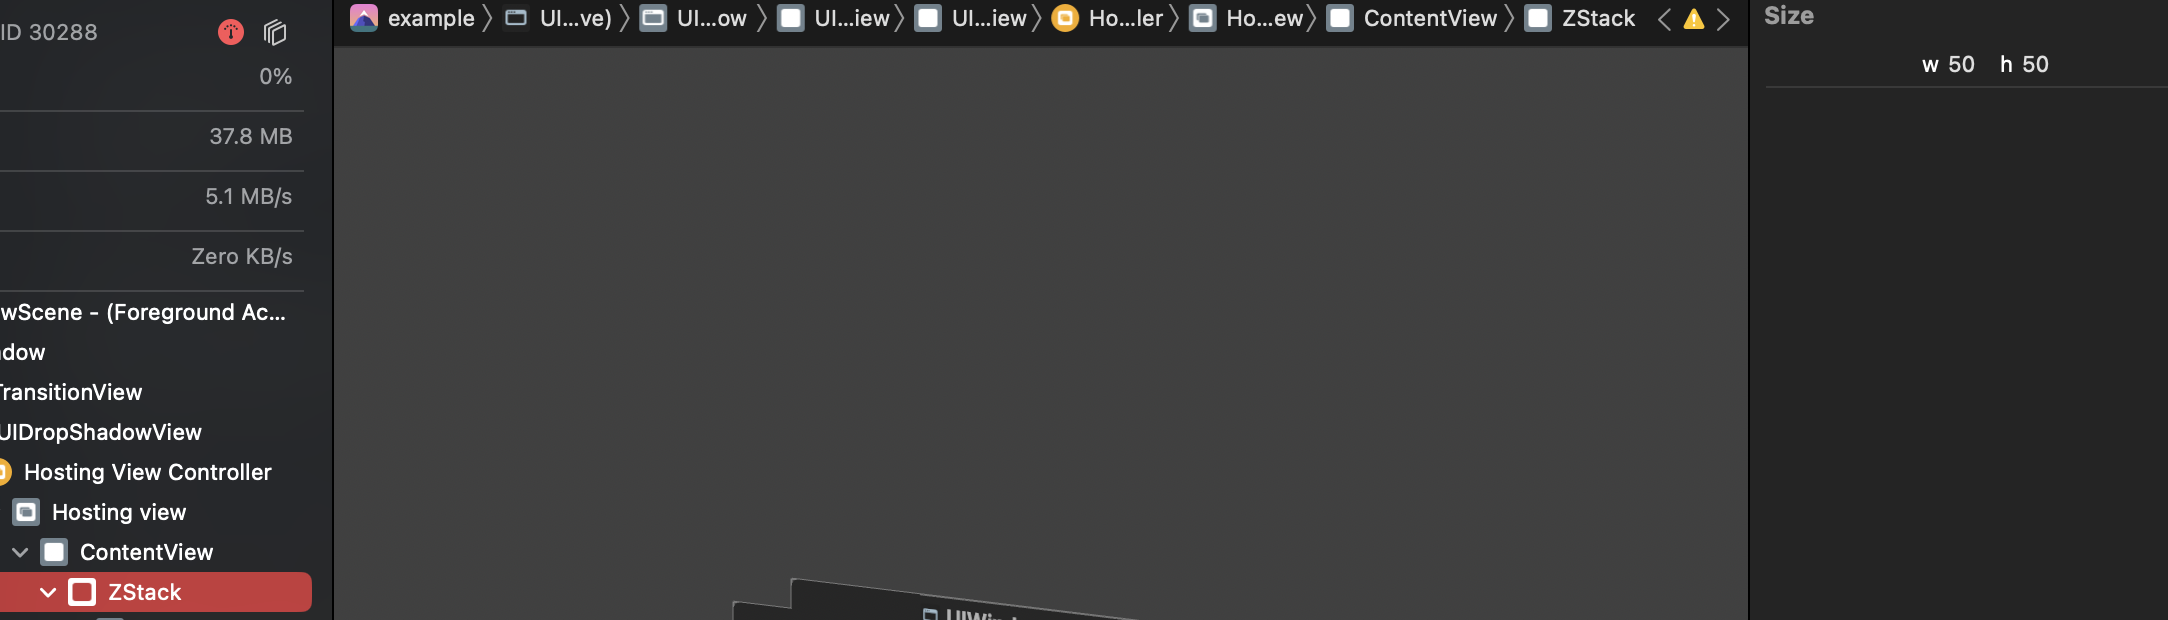 ID 30288
0%
37.8 MB
5.1 MB/s
Zero KB/s
wScene - (Foreground Ac...
dow
TransitionView
UIDropShadowView
Hosting View Controller
Hosting view
ContentView
ZStack
example UI...ve) UI...ow UI...iew UI...iew Ho...ler Ho...ew ContentView ZStack
Size
w 50 h 50